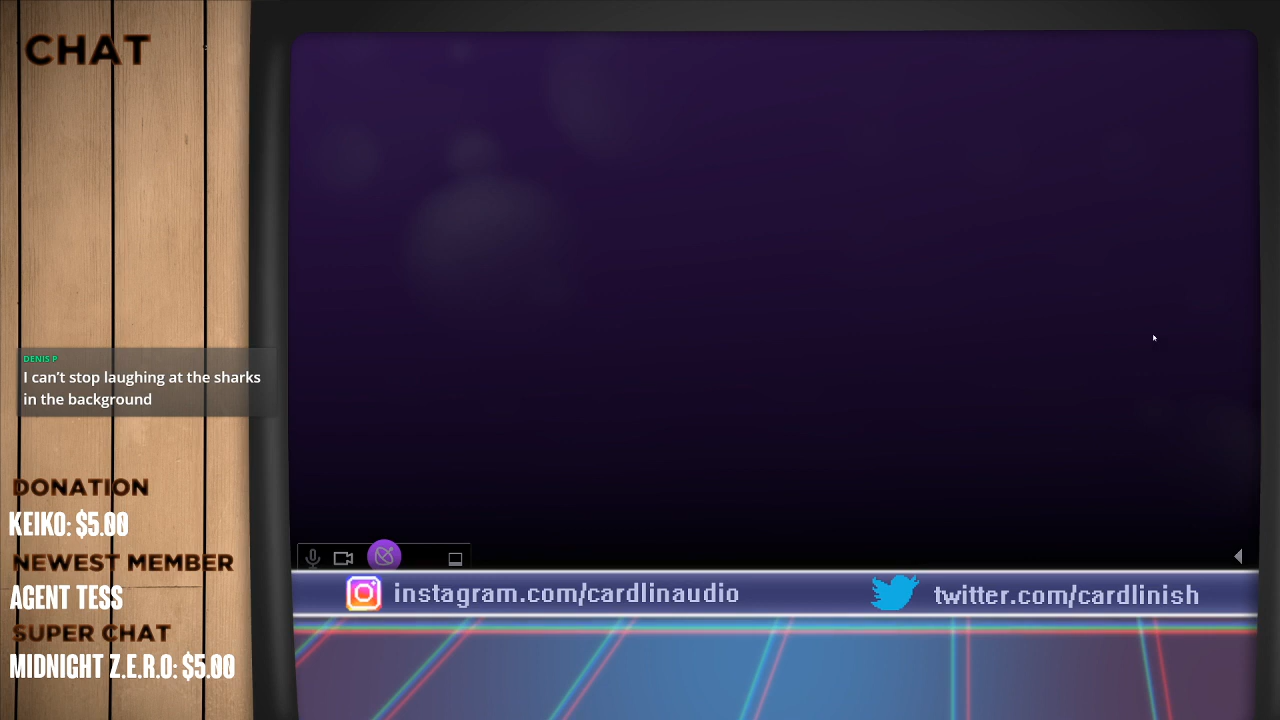 CHAT
DENIS P
I can't stop laughing at the sharks
in the background
DONATION
KEIKO: $5.00
NEWEST MEMBER
AGENT TESS
SUPER CHAT
MIDNIGHT Z.E.R.O: $5.00
instagram.com/cardlinaudio
twitter.com/cardlinish